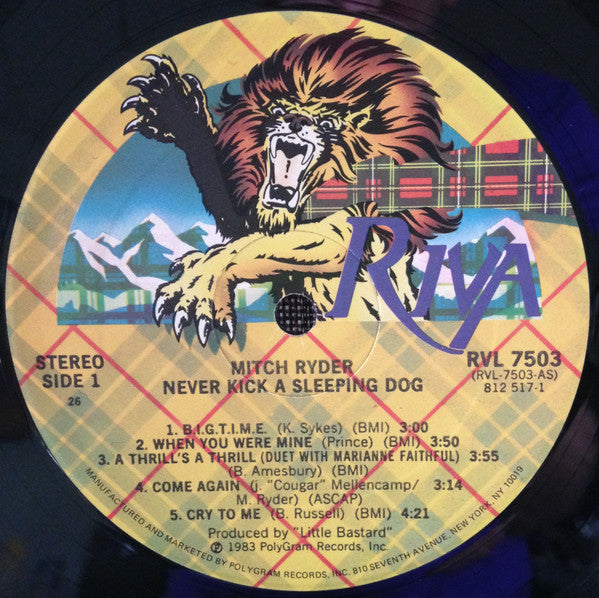 RIVA
STEREO
SIDE 1
26
MITCH RYDER
NEVER KICK A SLEEPING DOG
RVL 7503
(RVL-7503-AS)
812 517-1
1. B.I.G.T.I.M.E. (K. Sykes) (BMI) 3:00
2. WHEN YOU WERE MINE (Prince) (BMI) 3:50
3. A THRILL'S A THRILL (DUET WITH MARIANNE FAITHFUL) 3:55
(B. Amesbury) (BMI)
4. COME AGAIN (j. "Cougar" Mellencamp/ 3:14
M. Ryder) (ASCAP)
5. CRY TO ME (B. Russell) (BMI) 4:21
Produced by "Little Bastard"
℗ 1983 PolyGram Records, Inc.
MANUFACTURED AND MARKETED BY POLYGRAM RECORDS, INC. 810 SEVENTH AVENUE, NEW YORK, NY 10019